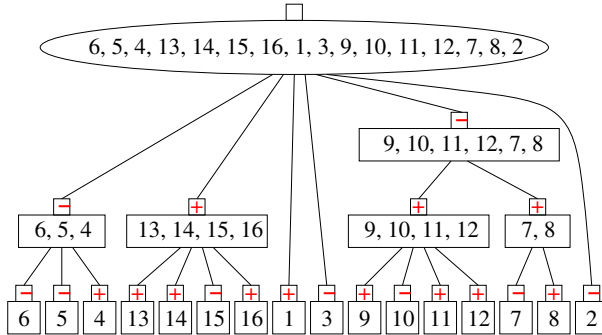 6, 5, 4, 13, 14, 15, 16, 1, 3, 9, 10, 11, 12, 7, 8, 2
−
9, 10, 11, 12, 7, 8
− + + +
6, 5, 4 13, 14, 15, 16 9, 10, 11, 12 7, 8
− − + + + − + + − + − + + − + −
6 5 4 13 14 15 16 1 3 9 10 11 12 7 8 2